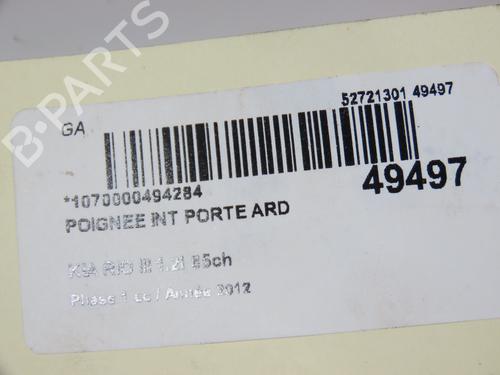 B-PARTS
52721301 49497
GA
*1070000494284
49497
POIGNEE INT PORTE ARD
KIA RIO III 1.2i 85ch
Phase 1 cc / Année 2012